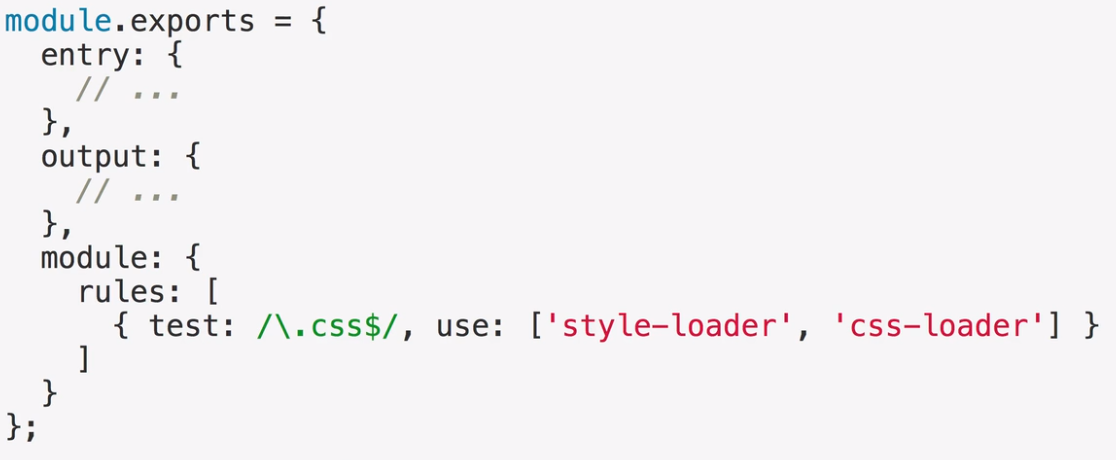 module.exports = {
  entry: {
    // ...
  },
  output: {
    // ...
  },
  module: {
    rules: [
      { test: /\.css$/, use: ['style-loader', 'css-loader'] }
    ]
  }
};